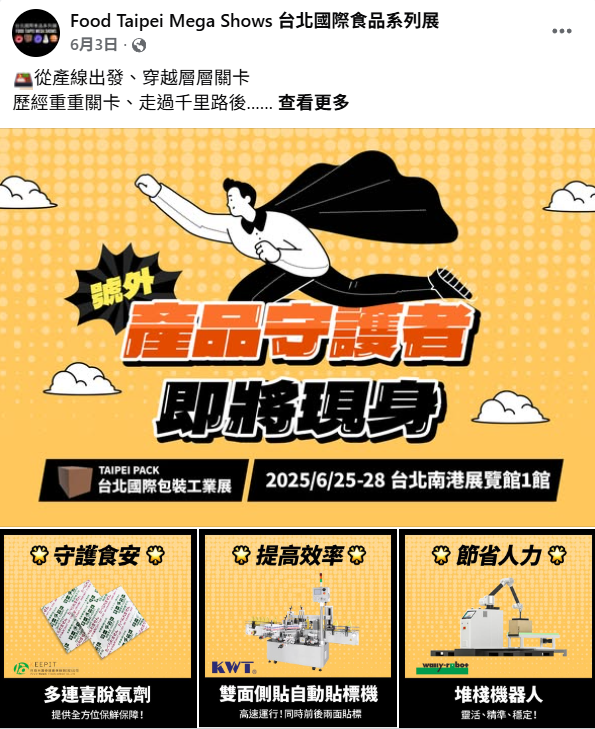 Food Taipei Mega Shows 台北國際食品系列展
6月3日
🍱從產線出發、穿越層層關卡
歷經重重關卡、走過千里路後...... 查看更多
號外
產品守護者
即將現身
TAIPEI PACK
台北國際包裝工業展
2025/6/25-28 台北南港展覽館1館
守護食安
EEPIT
多連喜脫氧劑
提供全方位保鮮保障!
提高效率
KWT®
雙面側貼自動貼標機
高速運行!同時前後兩面貼標
節省人力
wally-robot
堆棧機器人
靈活、精準、穩定!